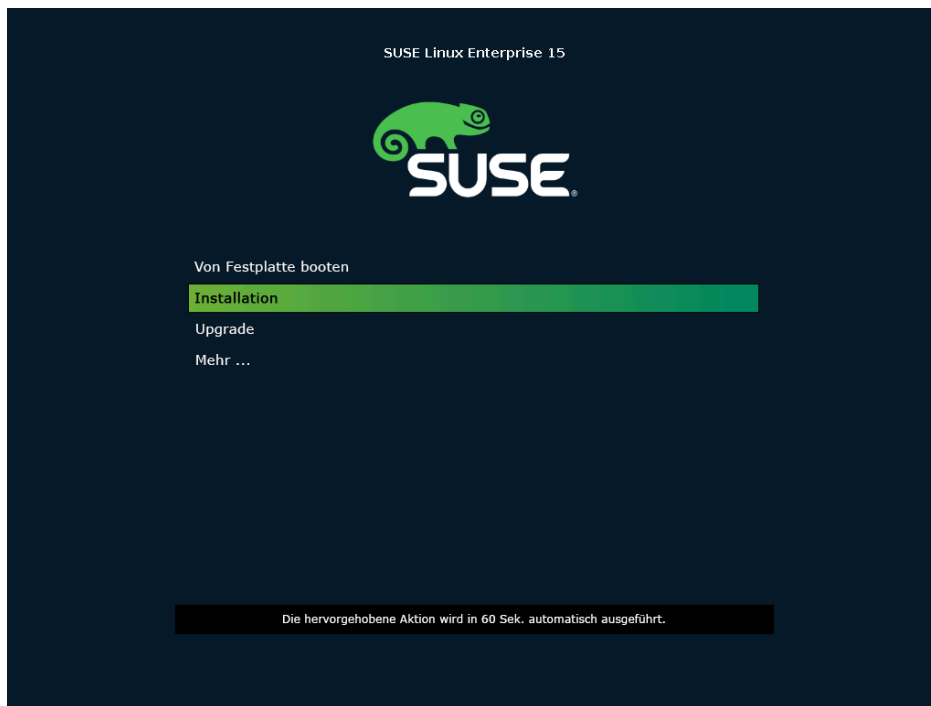 SUSE Linux Enterprise 15
SUSE®
Von Festplatte booten
Installation
Upgrade
Mehr ...
Die hervorgehobene Aktion wird in 60 Sek. automatisch ausgeführt.